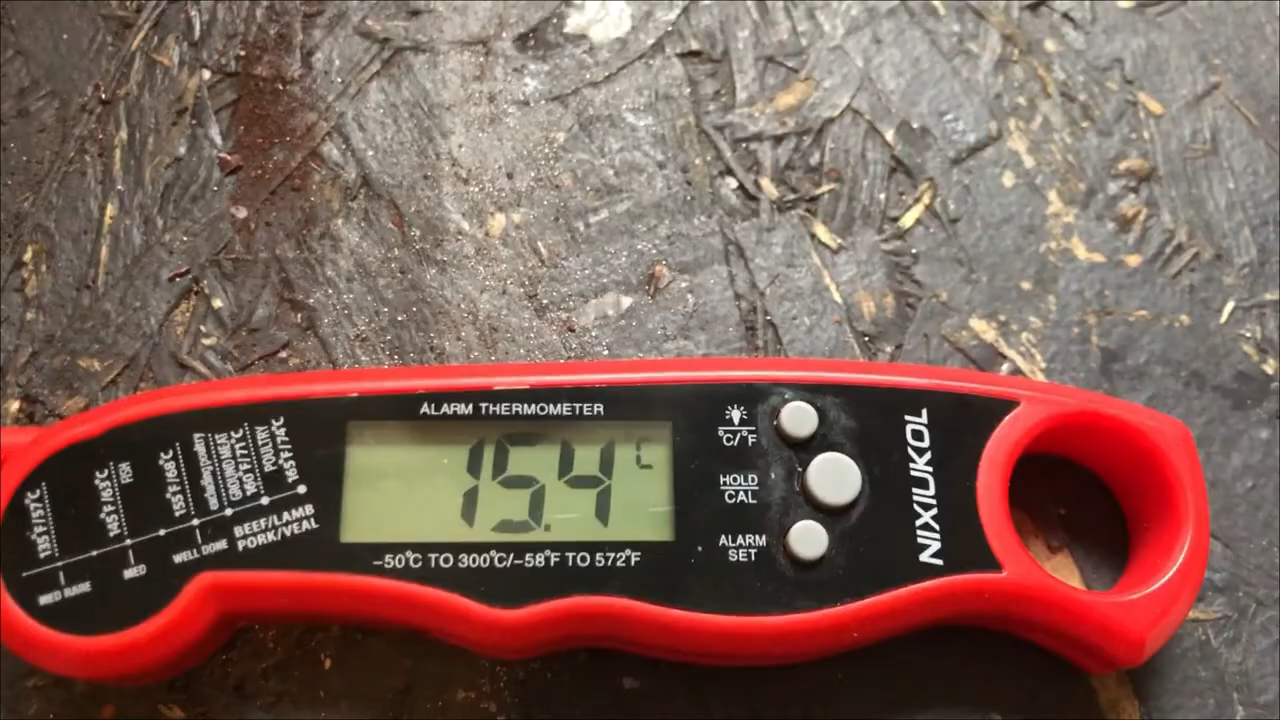 ALARM THERMOMETER
15.4 °C
-50°C TO 300°C/-58°F TO 572°F
°C/°F
HOLD
CAL
ALARM
SET
NIXIUKOL
135°F/57°C
145°F/63°C
FISH
155°F/68°C
GROUND MEAT
160°F/71°C
POULTRY
165°F/74°C
MED RARE
MED
WELL DONE
BEEF/LAMB
PORK/VEAL